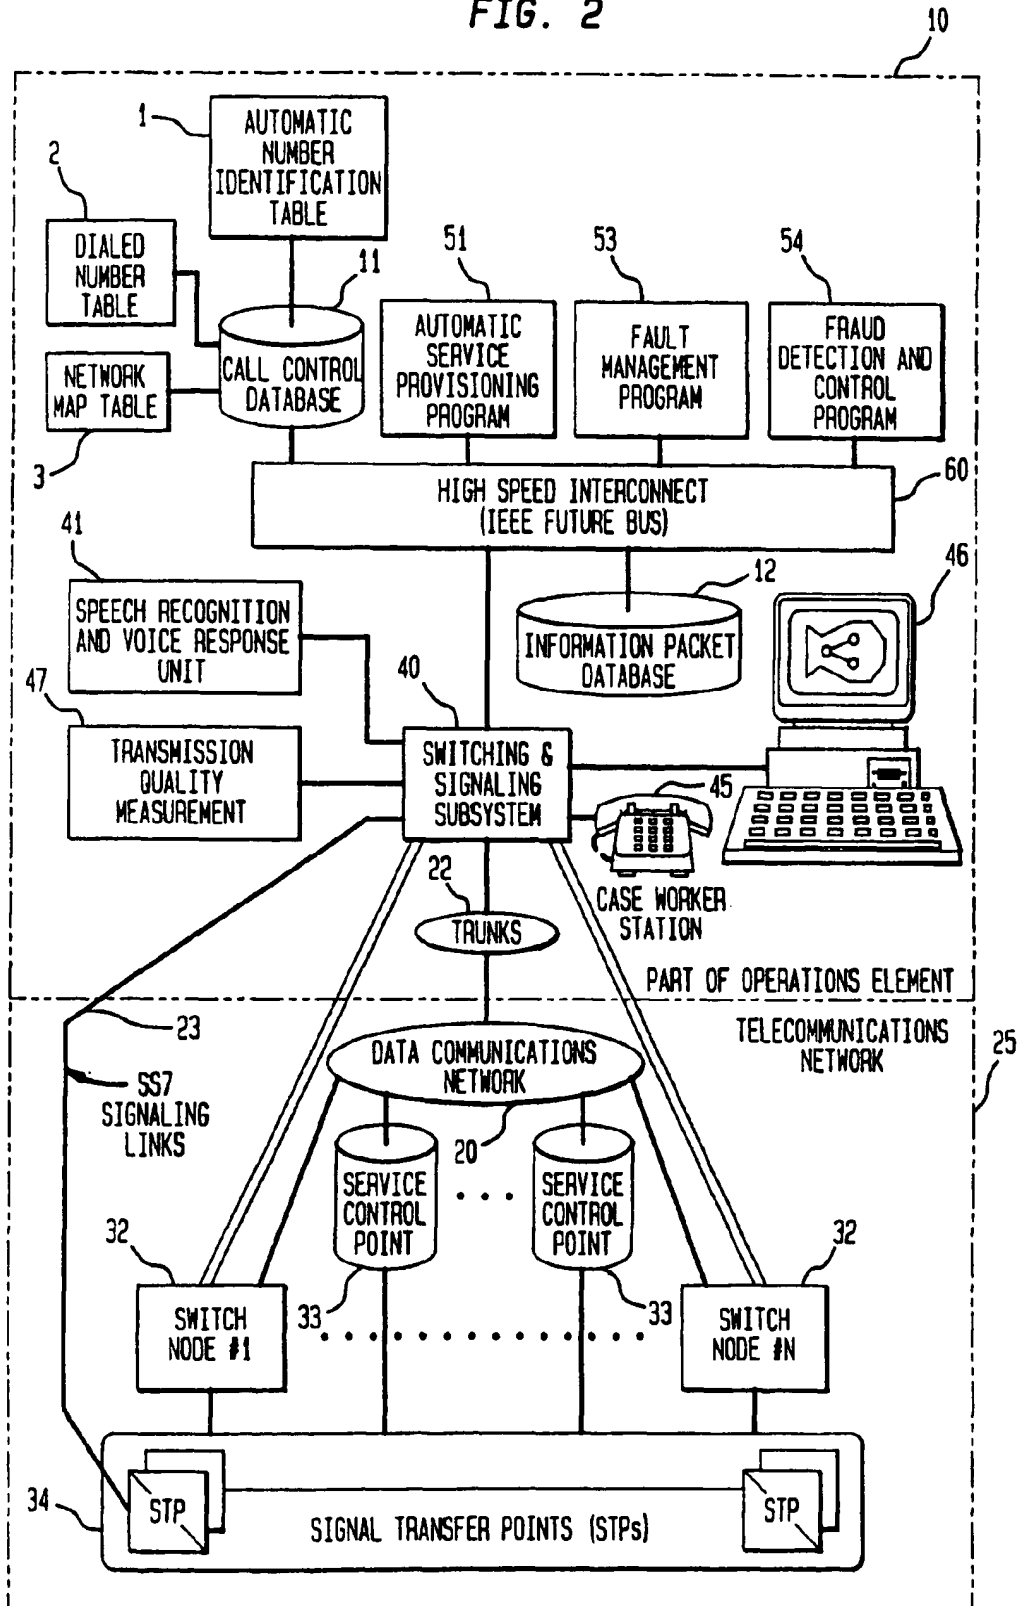 FIG. 2
10
1
AUTOMATIC
NUMBER
IDENTIFICATION
TABLE
2
DIALED
NUMBER
TABLE
11
CALL CONTROL
DATABASE
NETWORK
MAP TABLE
3
51
AUTOMATIC
SERVICE
PROVISIONING
PROGRAM
53
FAULT
MANAGEMENT
PROGRAM
54
FRAUD
DETECTION AND
CONTROL
PROGRAM
60
HIGH SPEED INTERCONNECT
(IEEE FUTURE BUS)
41
SPEECH RECOGNITION
AND VOICE RESPONSE
UNIT
12
INFORMATION PACKET
DATABASE
46
47
TRANSMISSION
QUALITY
MEASUREMENT
40
SWITCHING &
SIGNALING
SUBSYSTEM
45
CASE WORKER
STATION
22
TRUNKS
PART OF OPERATIONS ELEMENT
23
TELECOMMUNICATIONS
NETWORK
25
DATA COMMUNICATIONS
NETWORK
20
SS7
SIGNALING
LINKS
SERVICE
CONTROL
POINT
33
SERVICE
CONTROL
POINT
33
32
SWITCH
NODE #1
32
SWITCH
NODE #N
34
STP
SIGNAL TRANSFER POINTS (STPs)
STP